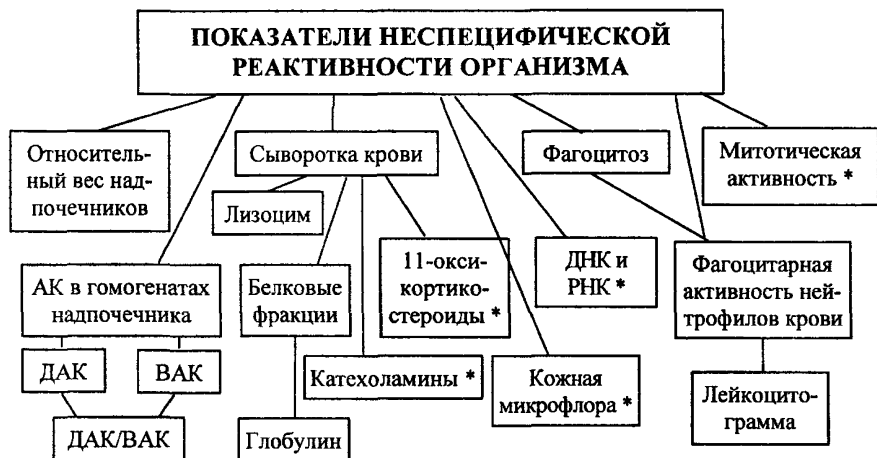 ПОКАЗАТЕЛИ НЕСПЕЦИФИЧЕСКОЙ
РЕАКТИВНОСТИ ОРГАНИЗМА
Относитель-
ный вес над-
почечников
Сыворотка крови
Фагоцитоз
Митотическая
активность *
Лизоцим
АК в гомогенатах
надпочечника
Белковые
фракции
11-окси-
кортико-
стероиды *
ДНК и
РНК *
Фагоцитарная
активность ней-
трофилов крови
ДАК
ВАК
Катехоламины *
Кожная
микрофлора *
Лейкоцито-
грамма
ДАК/ВАК
Глобулин